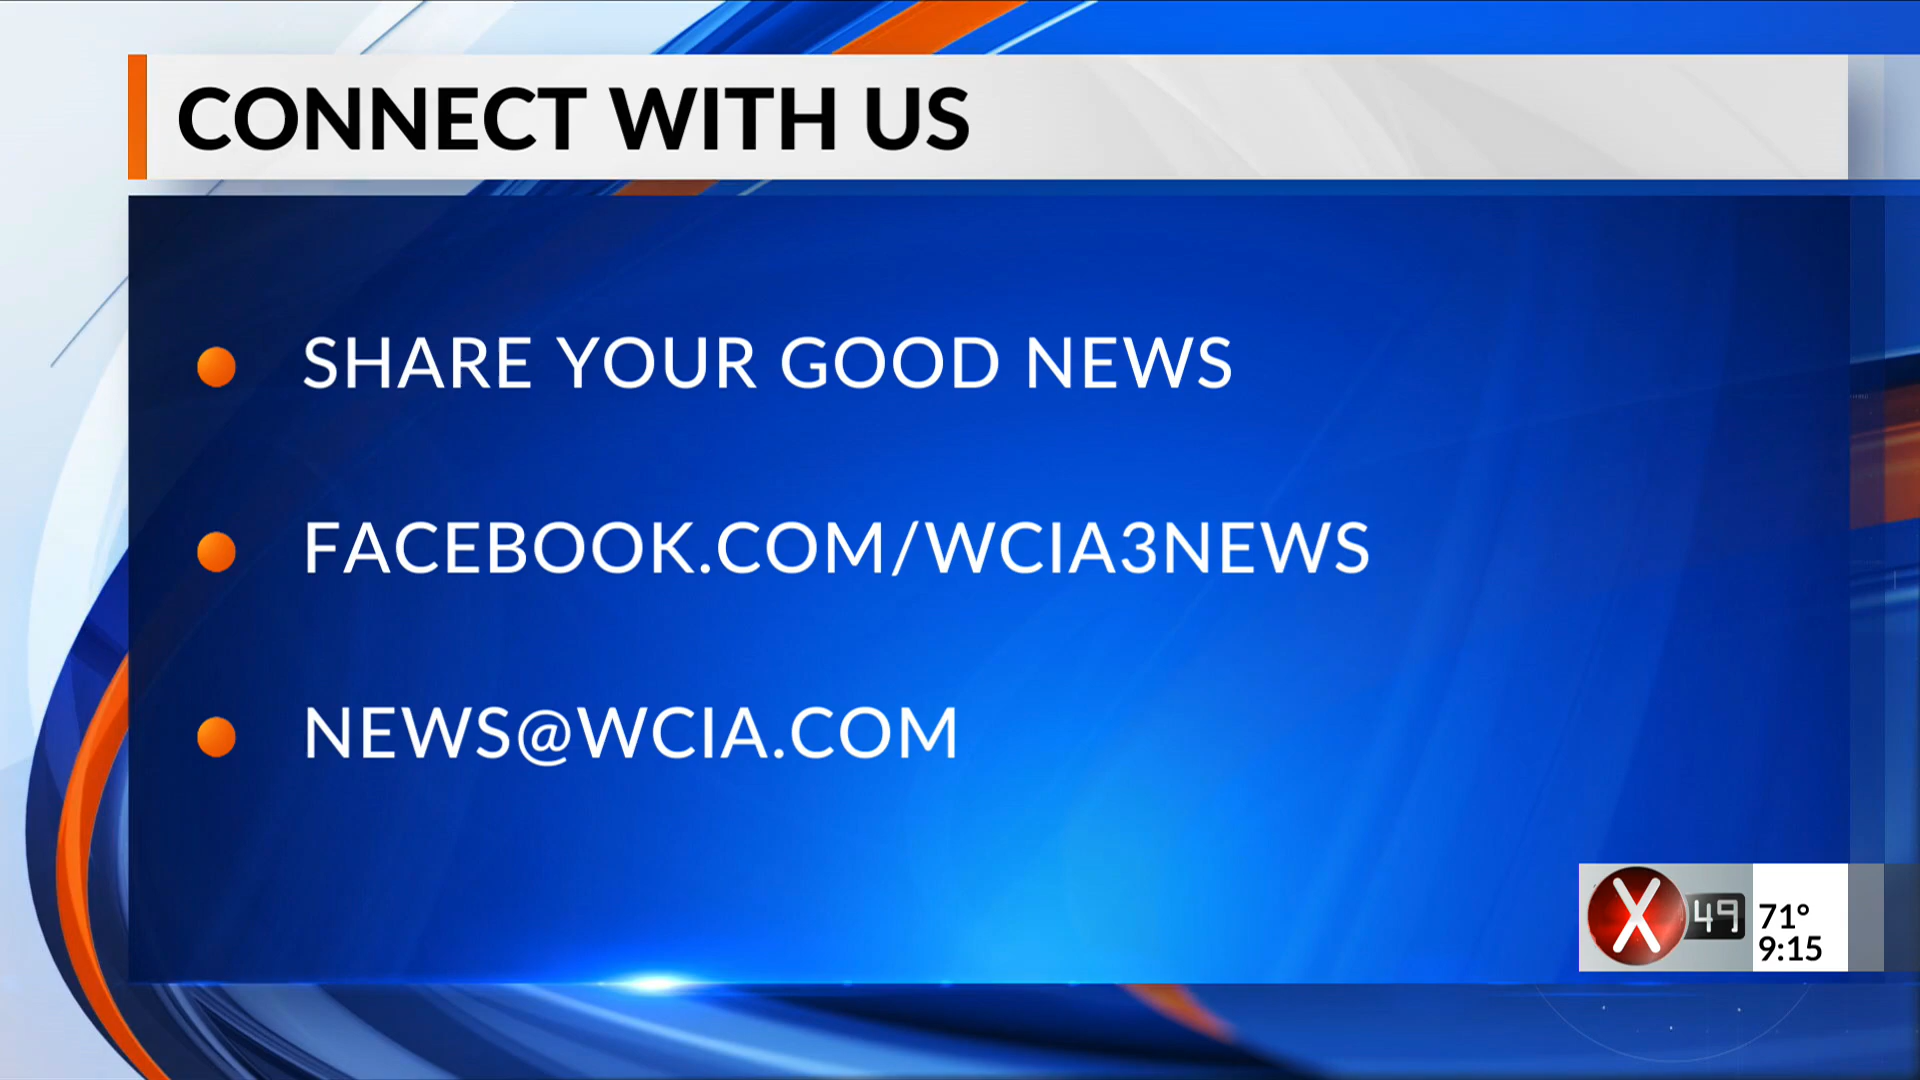 CONNECT WITH US
SHARE YOUR GOOD NEWS
FACEBOOK.COM/WCIA3NEWS
NEWS@WCIA.COM
X 49
71°
9:15